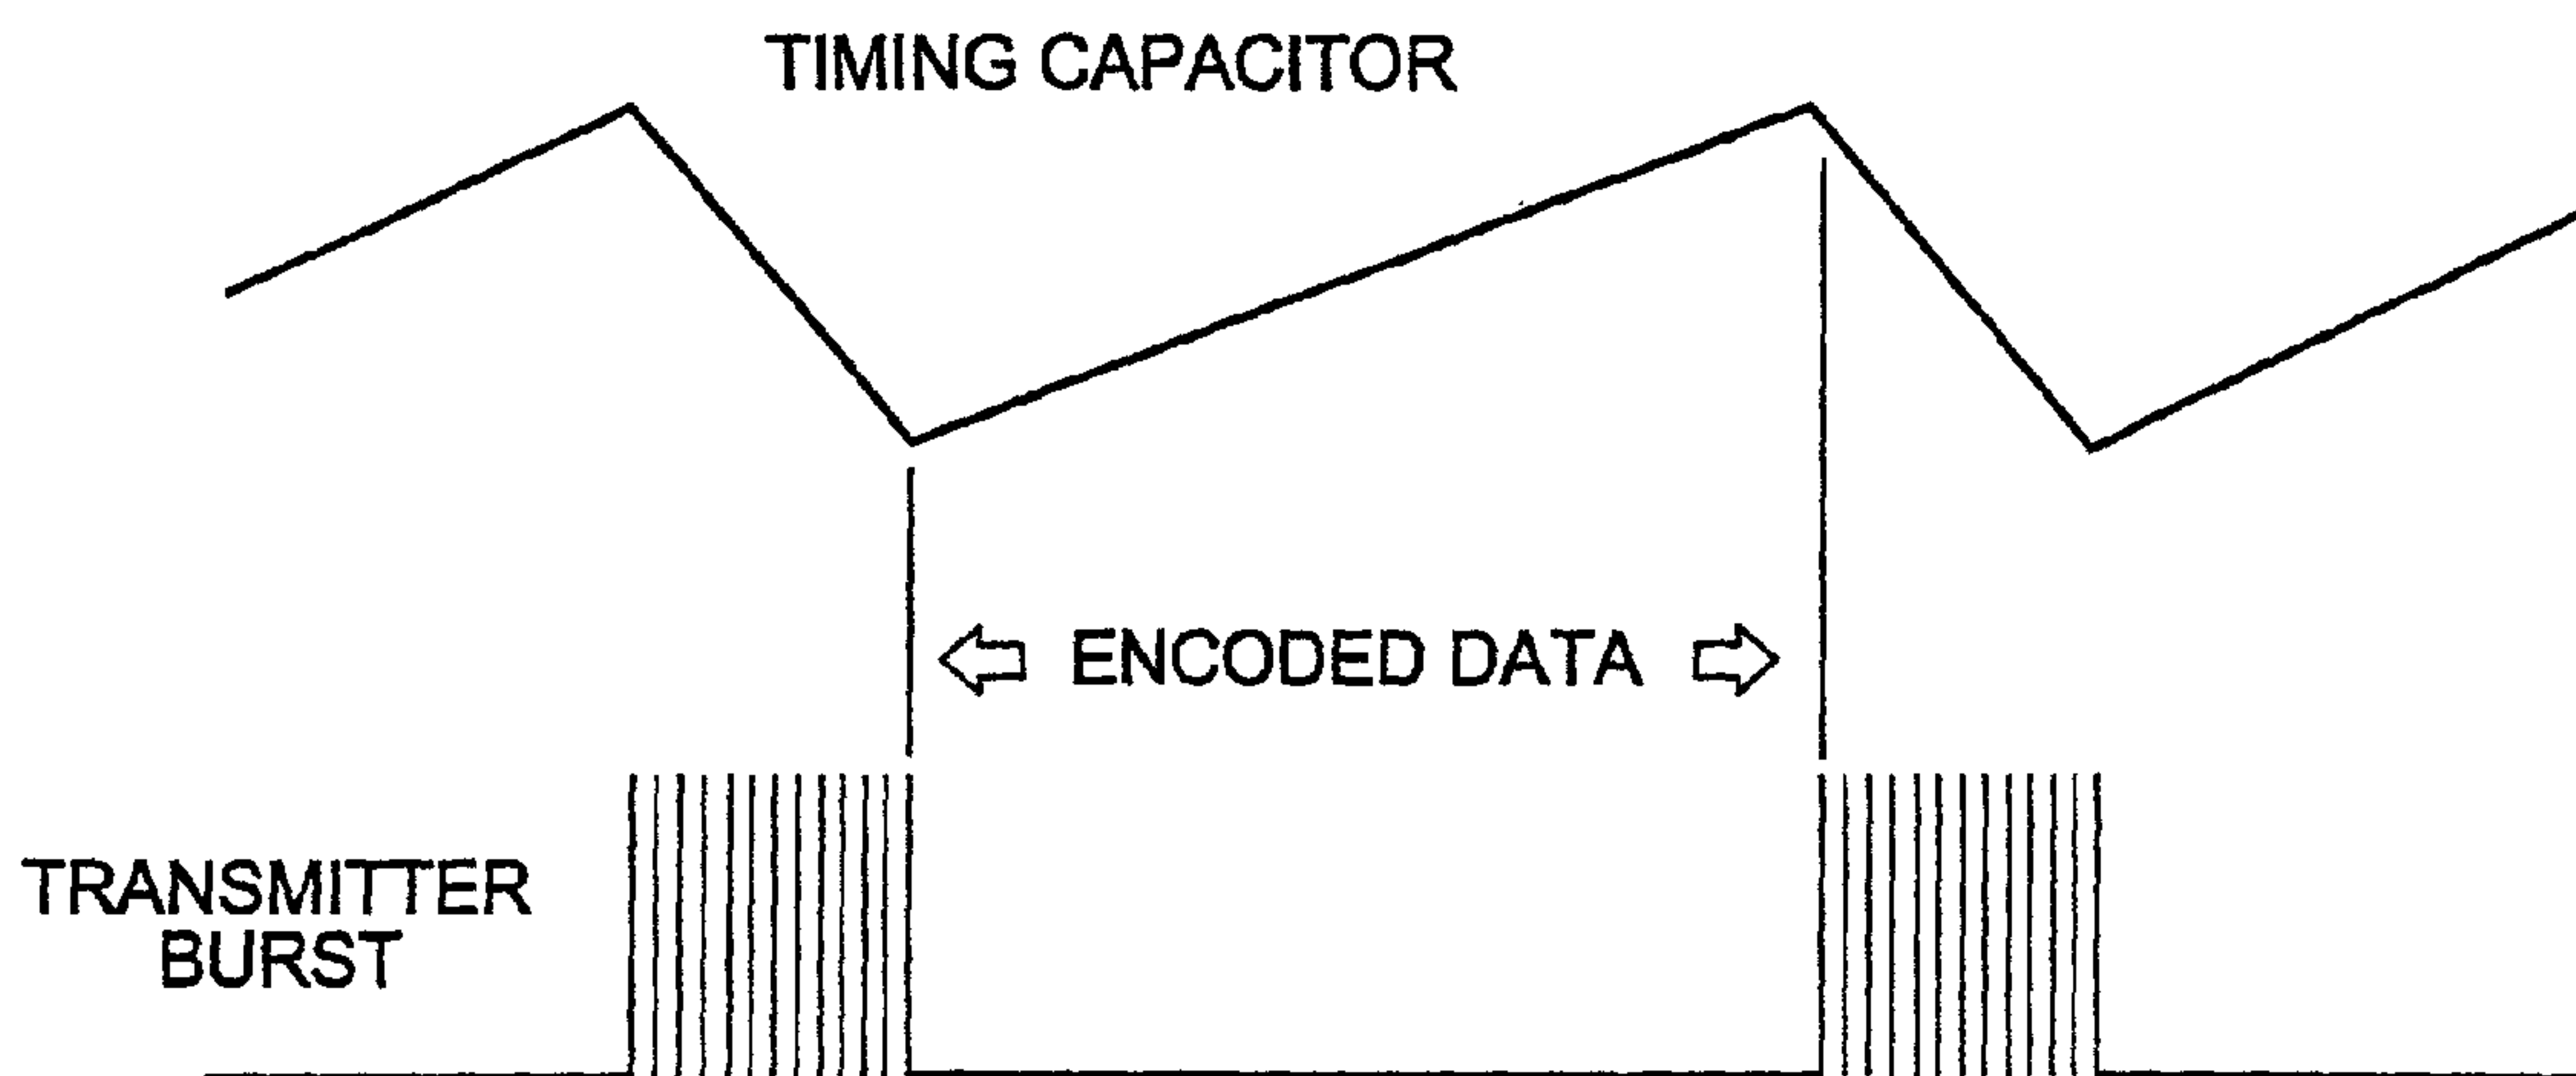 TIMING CAPACITOR
ENCODED DATA
TRANSMITTER
BURST